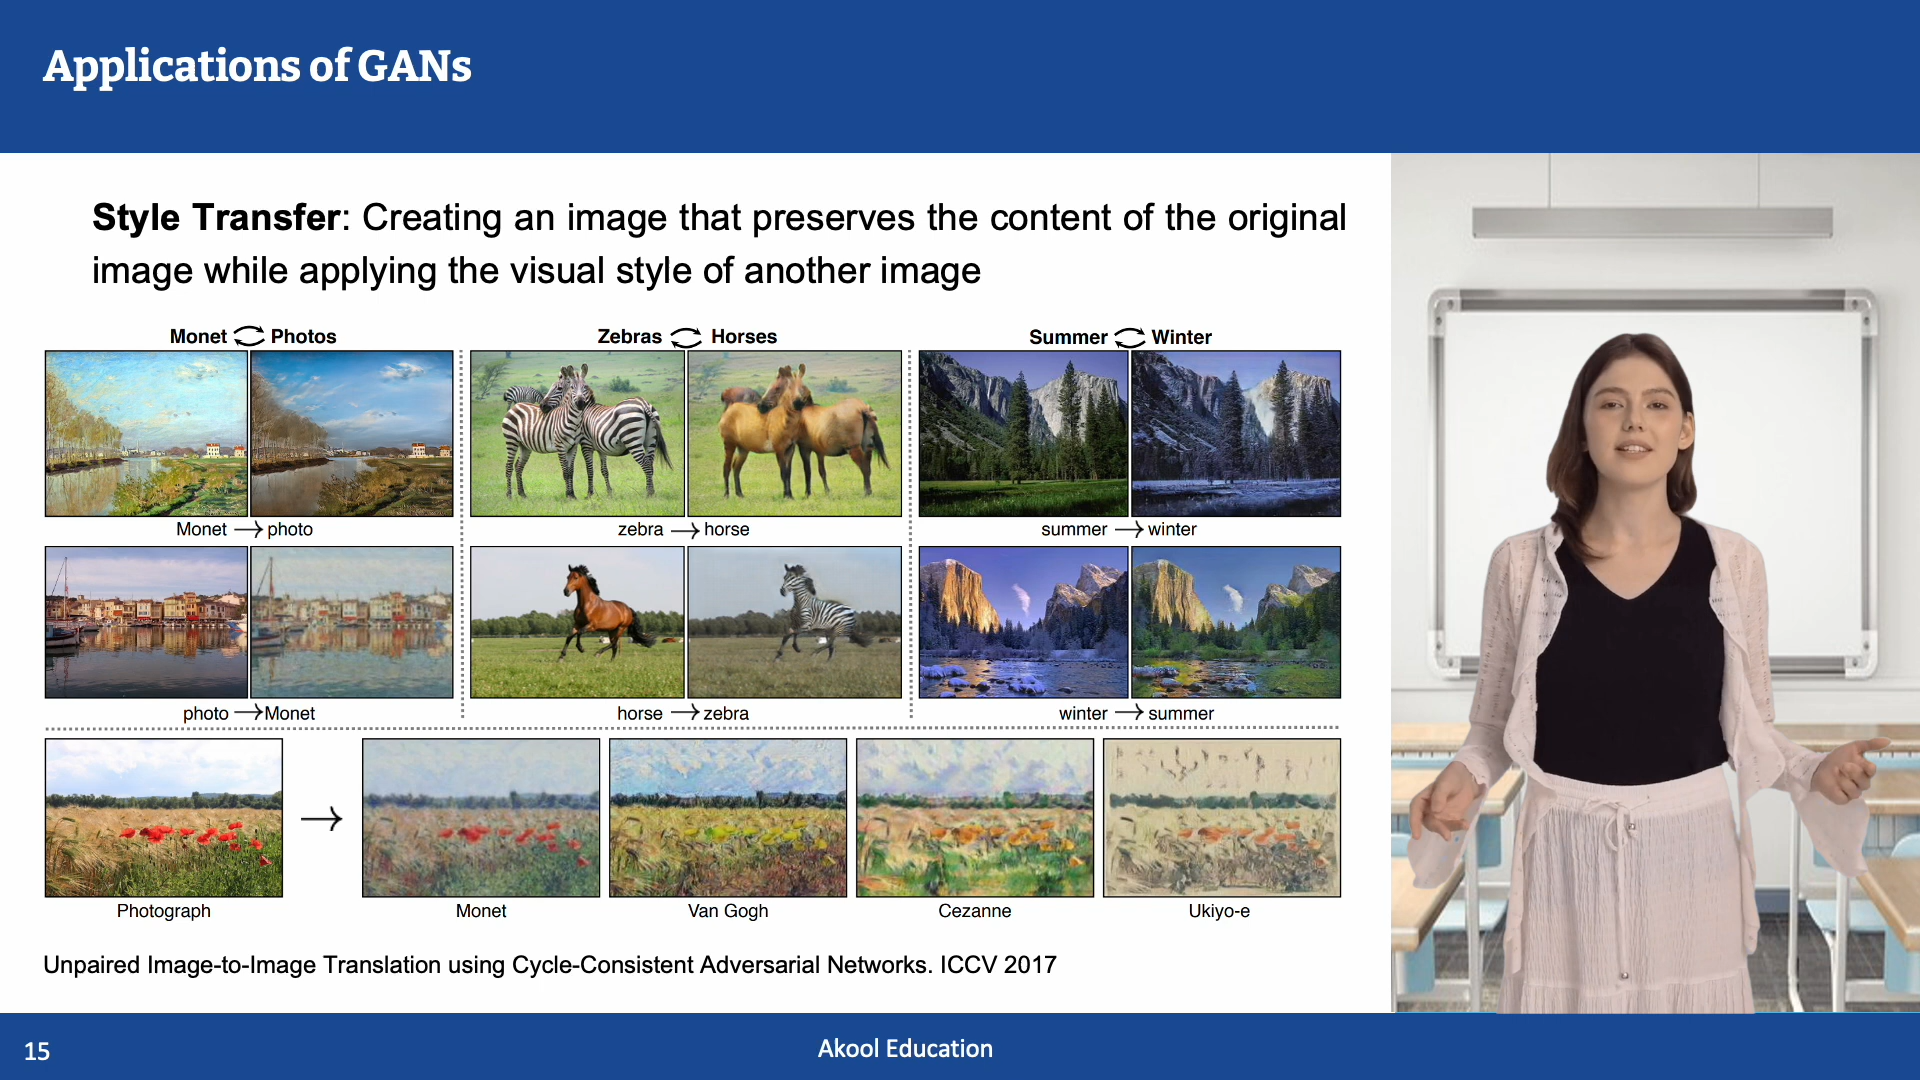 Applications of GANs
Style Transfer: Creating an image that preserves the content of the original
image while applying the visual style of another image
Monet ⇄ Photos
Zebras ⇄ Horses
Summer ⇄ Winter
Monet → photo
zebra → horse
summer → winter
photo → Monet
horse → zebra
winter → summer
Photograph
→
Monet
Van Gogh
Cezanne
Ukiyo-e
Unpaired Image-to-Image Translation using Cycle-Consistent Adversarial Networks. ICCV 2017
15
Akool Education